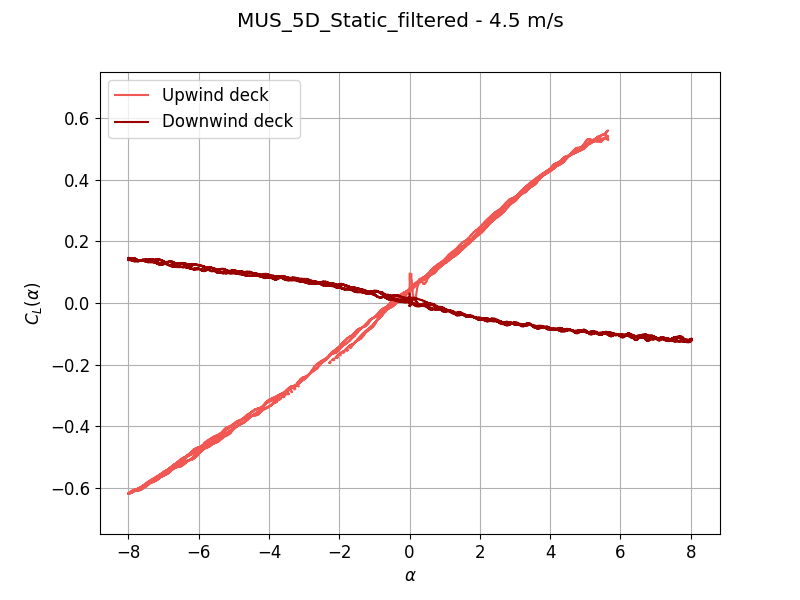 MUS_5D_Static_filtered - 4.5 m/s
Upwind deck
Downwind deck
0.6
0.4
0.2
0.0
−0.2
−0.4
−0.6
C_L(α)
−8 −6 −4 −2 0 2 4 6 8
α